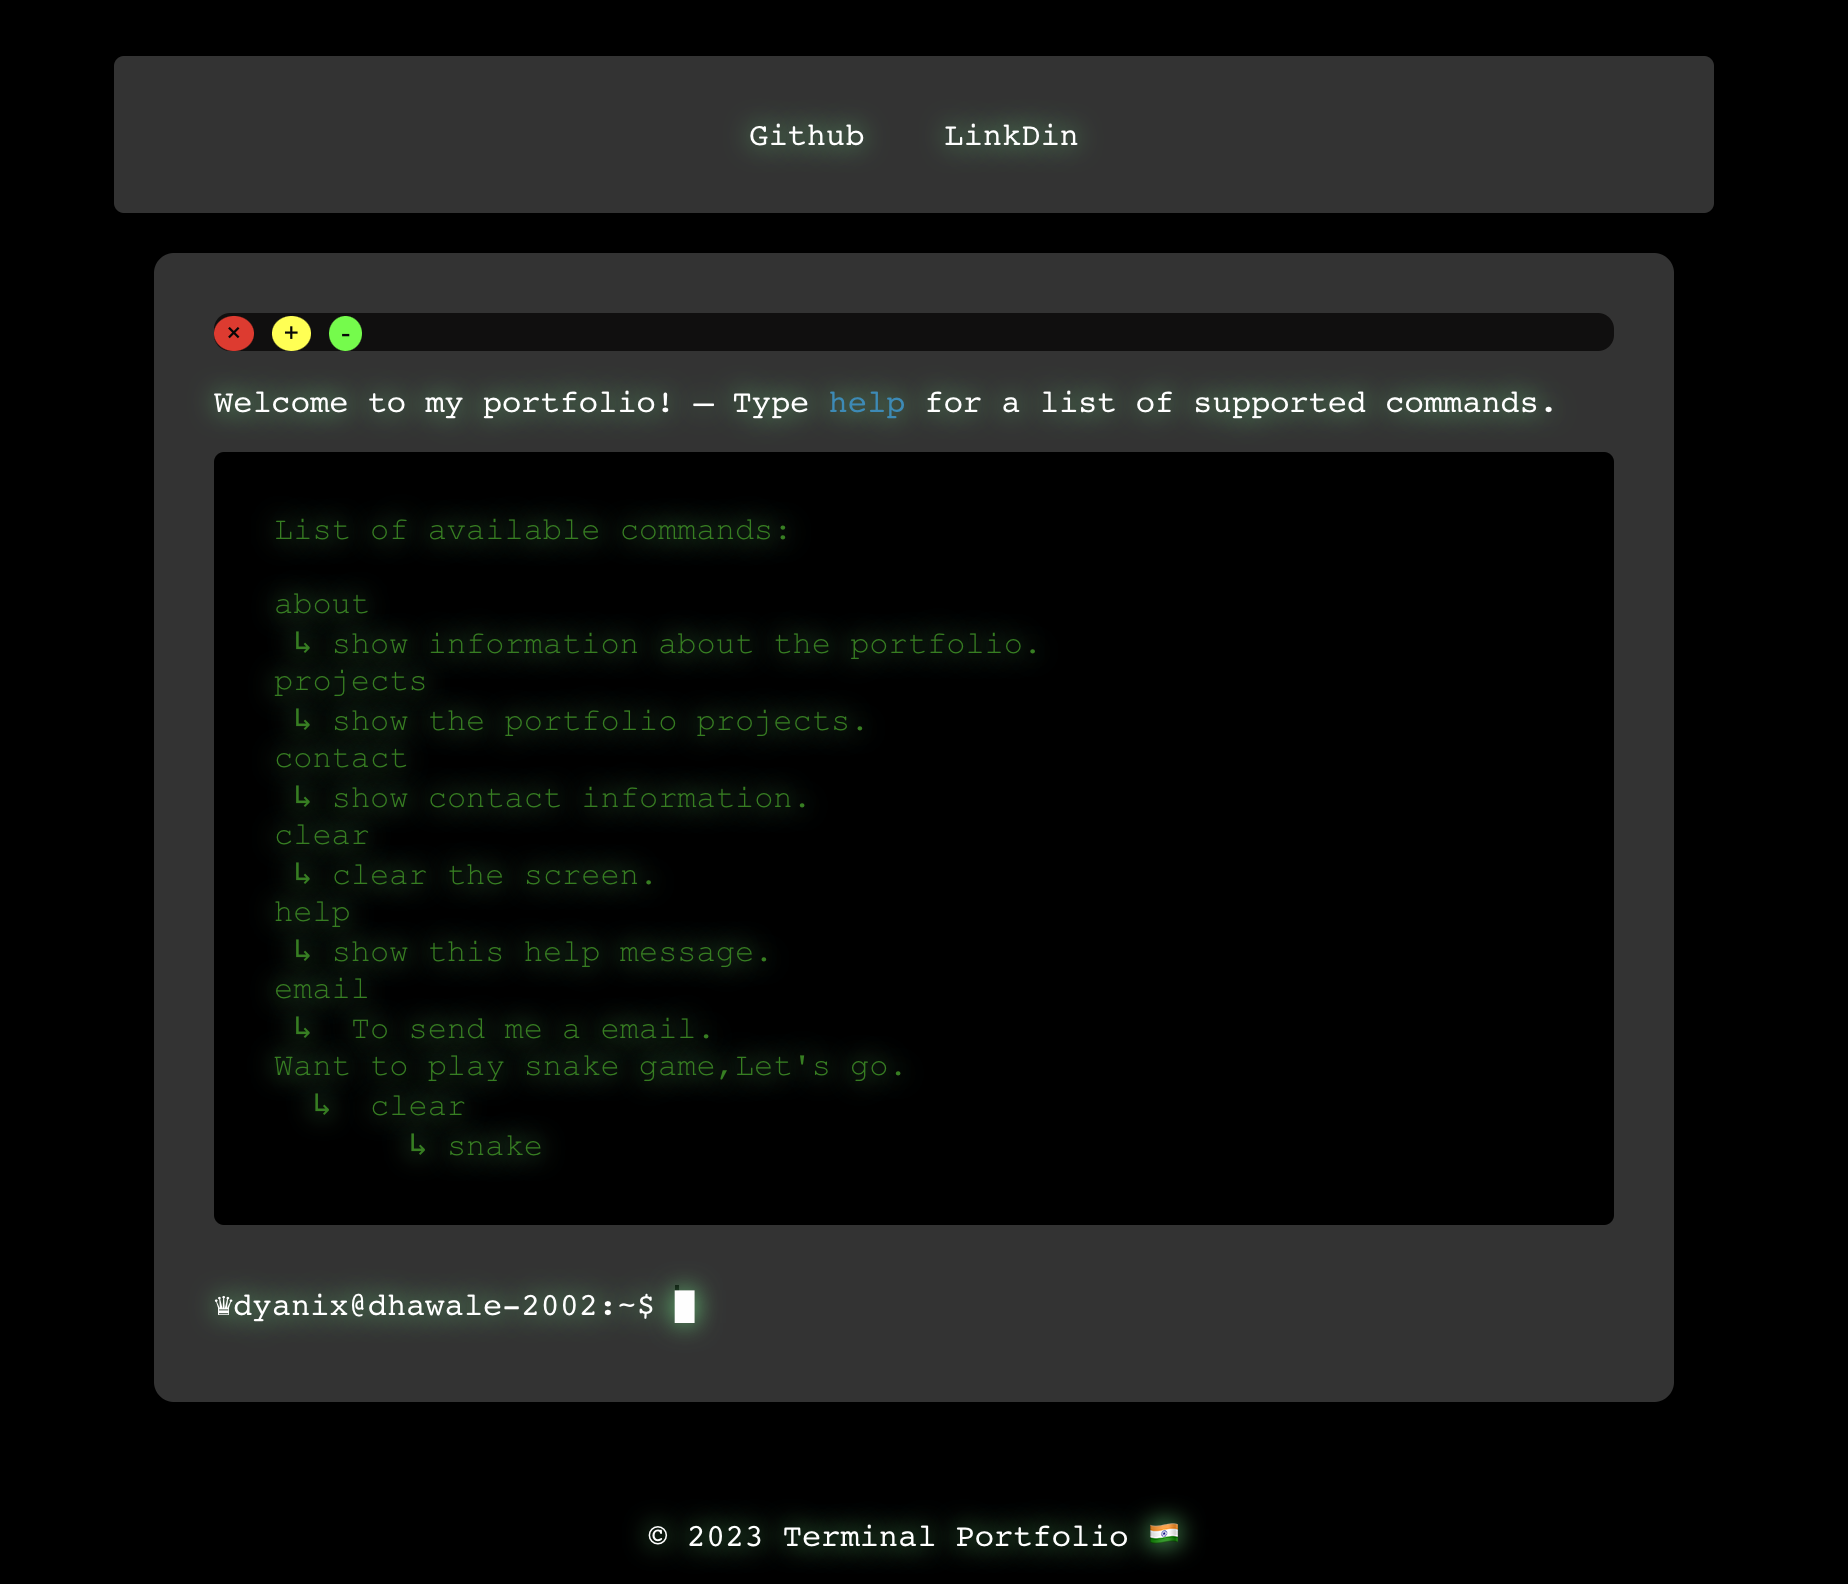 Github LinkDin
× + -
Welcome to my portfolio! — Type help for a list of supported commands.
List of available commands:
about
↳ show information about the portfolio.
projects
↳ show the portfolio projects.
contact
↳ show contact information.
clear
↳ clear the screen.
help
↳ show this help message.
email
↳ To send me a email.
Want to play snake game,Let's go.
↳ clear
↳ snake
♛dyanix@dhawale-2002:~$
© 2023 Terminal Portfolio 🇮🇳